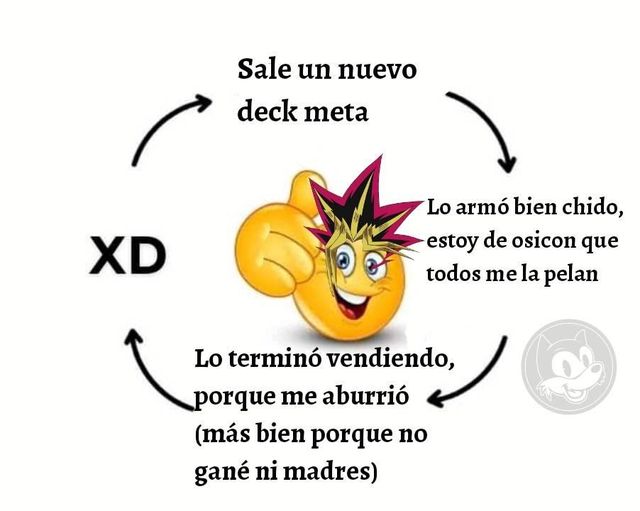 Sale un nuevo
deck meta
Lo armó bien chido,
estoy de osicon que
todos me la pelan
Lo terminó vendiendo,
porque me aburrió
(más bien porque no
gané ni madres)
XD